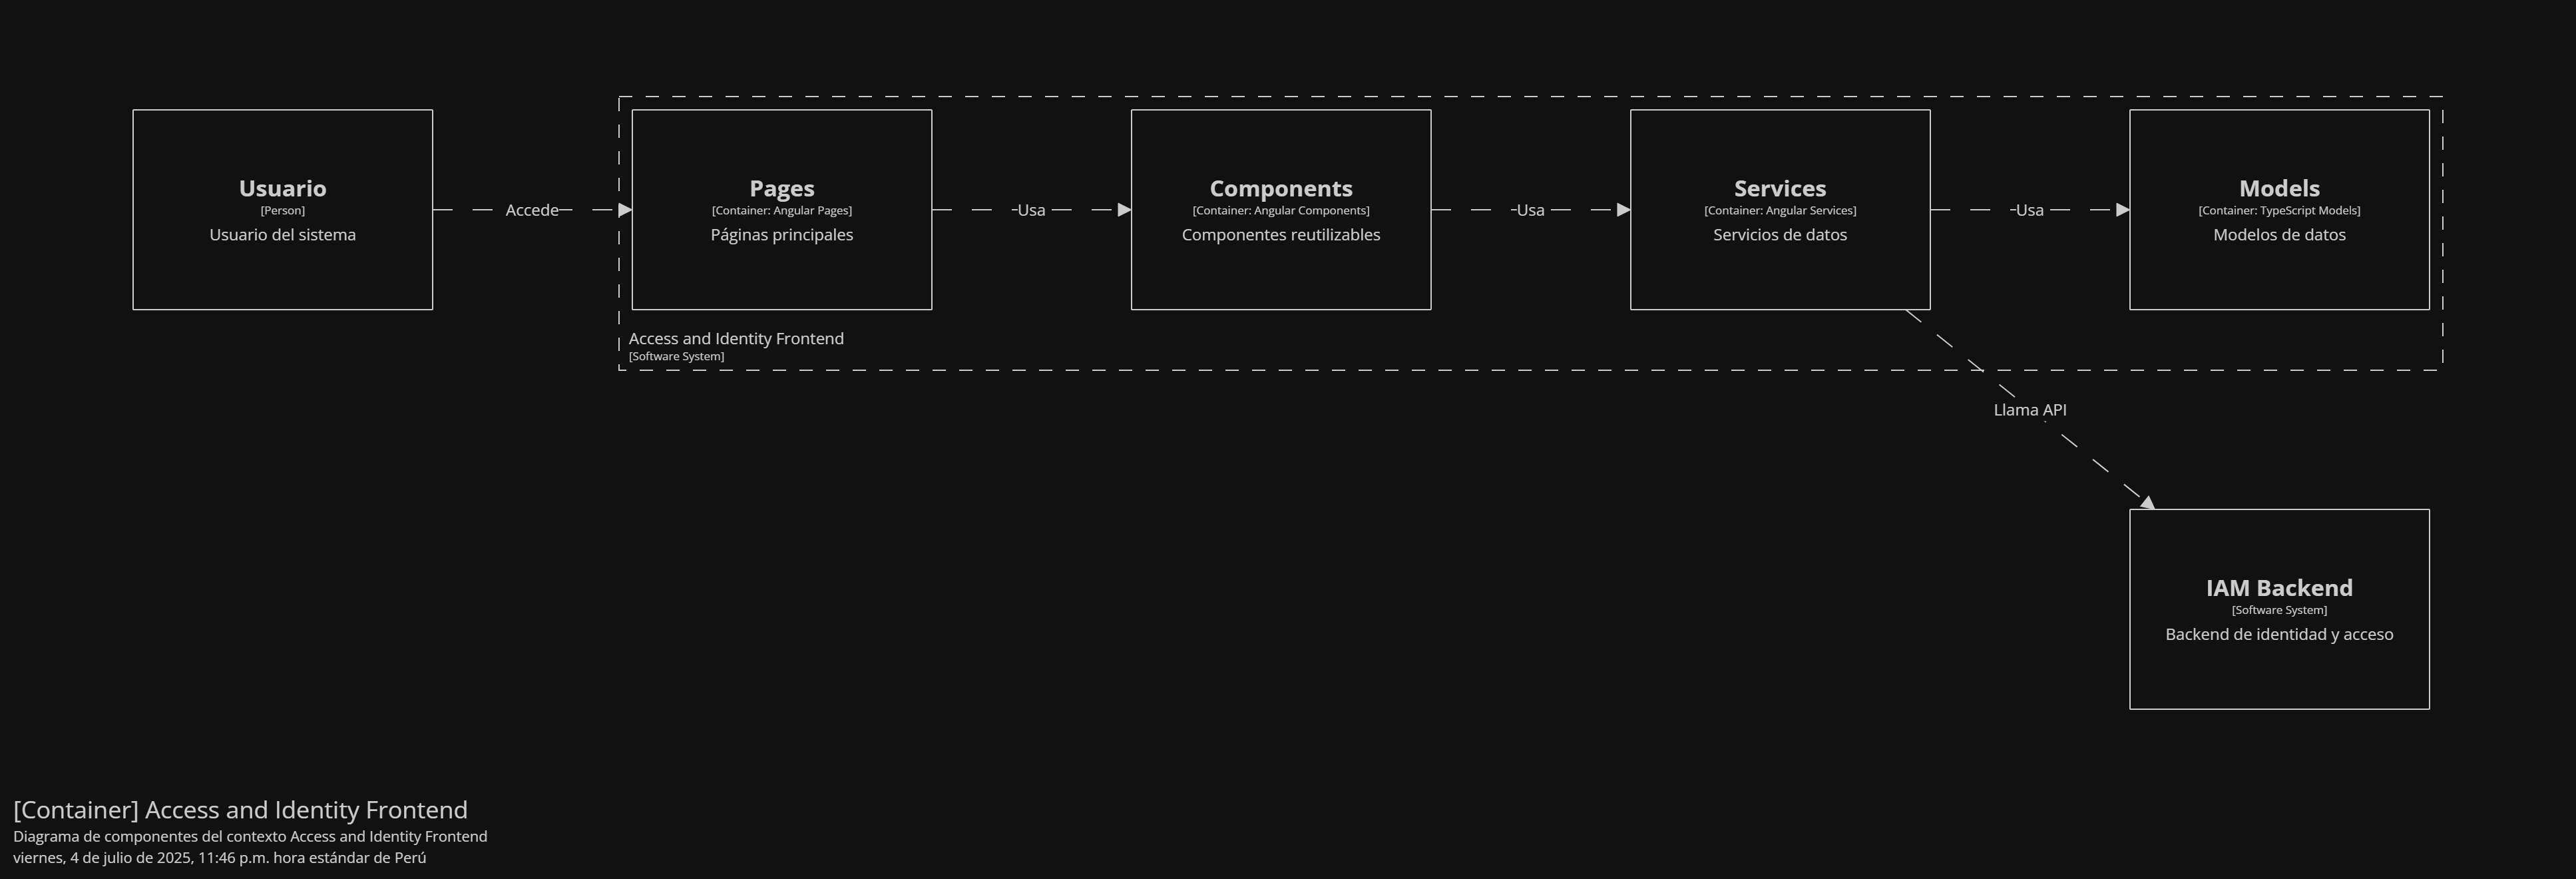 Usuario
[Person]
Usuario del sistema
Accede
Pages
[Container: Angular Pages]
Páginas principales
Usa
Components
[Container: Angular Components]
Componentes reutilizables
Usa
Services
[Container: Angular Services]
Servicios de datos
Usa
Models
[Container: TypeScript Models]
Modelos de datos
Access and Identity Frontend
[Software System]
Llama API
IAM Backend
[Software System]
Backend de identidad y acceso
[Container] Access and Identity Frontend
Diagrama de componentes del contexto Access and Identity Frontend
viernes, 4 de julio de 2025, 11:46 p.m. hora estándar de Perú